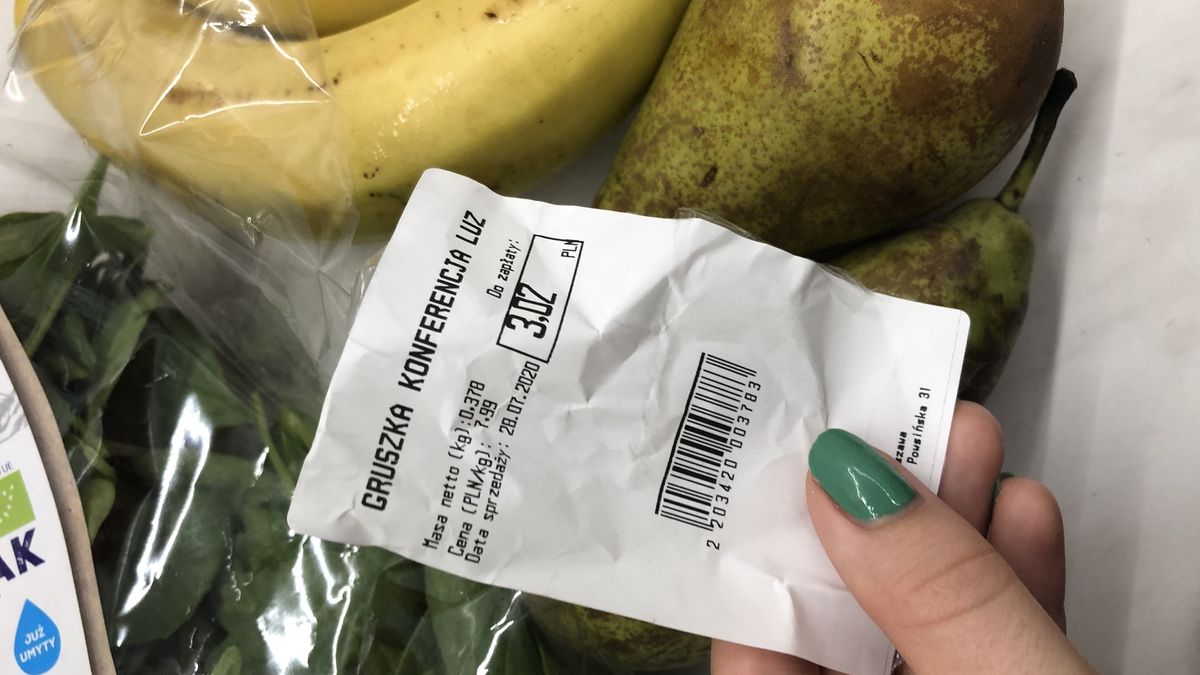 GRUSZKA KONFERENCJA LUZ
Do zapłaty:
3,02
PLN
Masa netto (kg): 0,378
Cena (PLN/kg): 7,99
Data sprzedaży: 28.07.2020
2 203420 003783
Powsińska 31
UE
AK
JUŻ
UMYTY